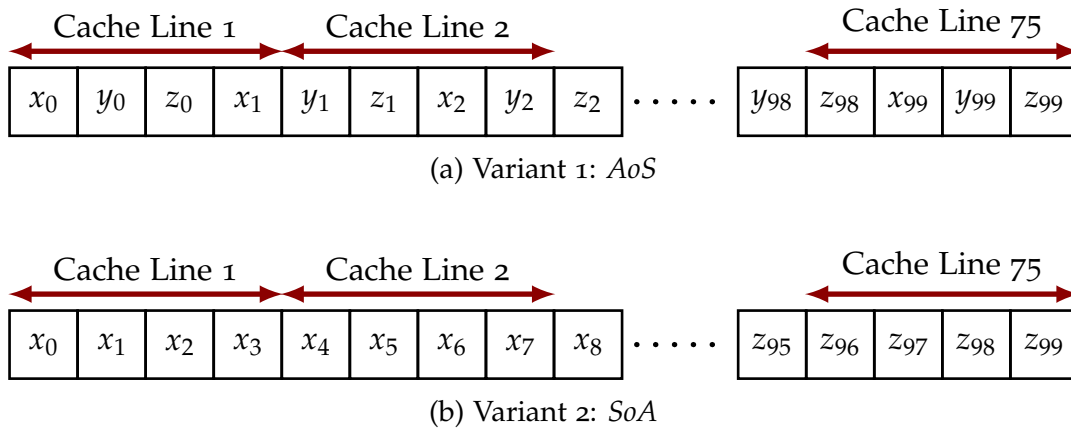 Cache Line 1 Cache Line 2 Cache Line 75
x₀ y₀ z₀ x₁ y₁ z₁ x₂ y₂ z₂ ..... y₉₈ z₉₈ x₉₉ y₉₉ z₉₉
(a) Variant 1: AoS
Cache Line 1 Cache Line 2 Cache Line 75
x₀ x₁ x₂ x₃ x₄ x₅ x₆ x₇ x₈ ..... z₉₅ z₉₆ z₉₇ z₉₈ z₉₉
(b) Variant 2: SoA